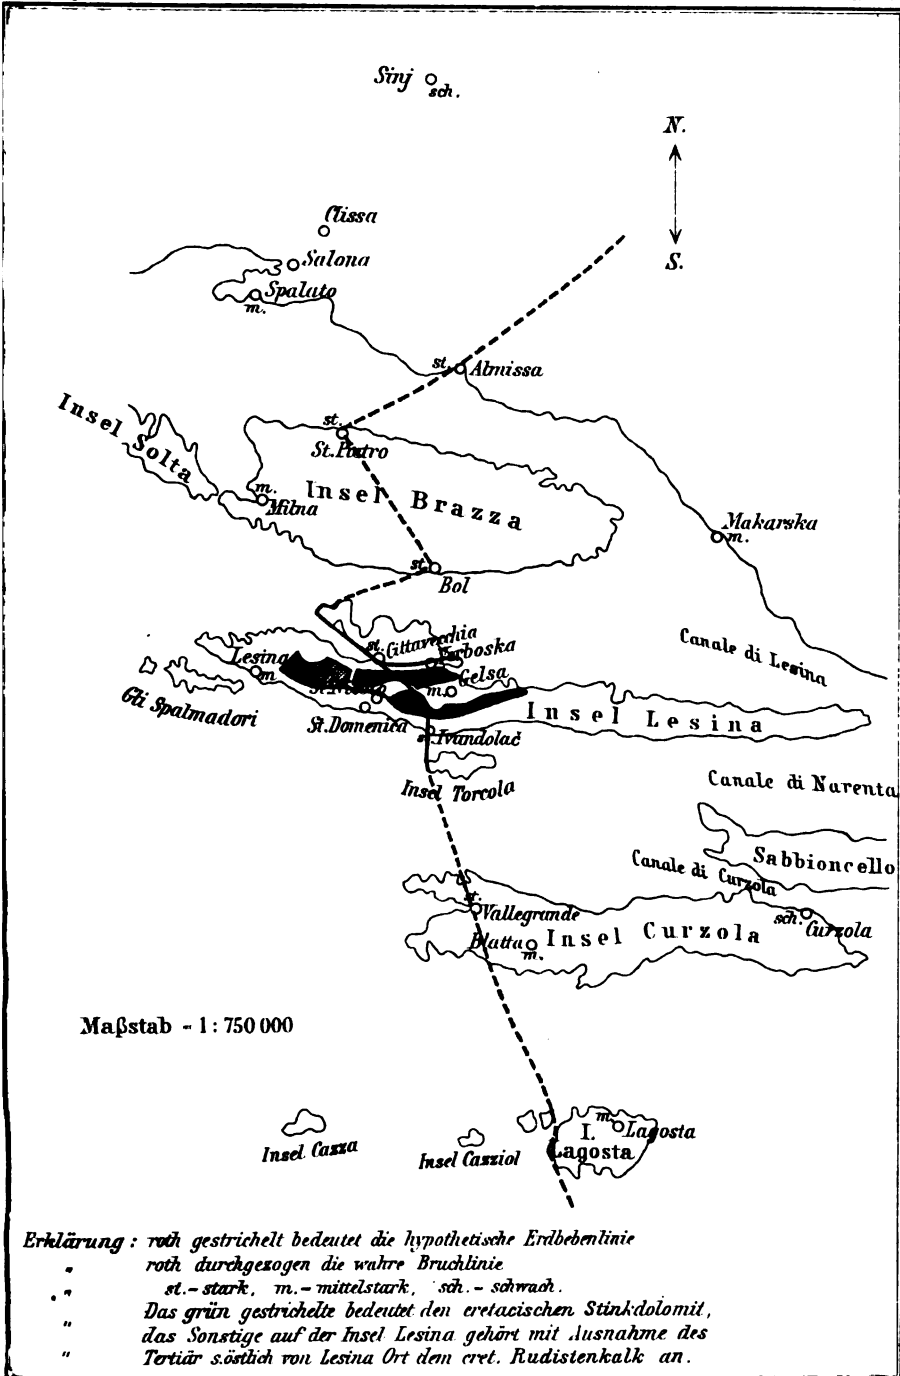 Sinj
sch.
N.
Clissa
Salona
S.
Spalato
m.
st.
Almissa
Insel Solta
st.
St. Pietro
m.
Milna
Insel Brazza
Makarska
m.
st.
Bol
Canale di Lesina
st.
Cittavecchia
Verboska
Lesina
m
Gelsa
m.
Gli Spalmadori
St. Domenica
Insel Lesina
Ivandolač
Insel Torcola
Canale di Narenta
Canale di Curzola
Sabbioncello
st.
Vallegrande
sch.
Curzola
Blatta
m.
Insel Curzola
Maßstab - 1 : 750 000
m.
Lagosta
I.
Lagosta
Insel Cazza
Insel Cazziol
Erklärung : roth gestrichelt bedeutet die hypothetische Erdbebenlinie
" roth durchgezogen die wahre Bruchlinie
" st. - stark, m. - mittelstark, sch. - schwach.
Das grün gestrichelte bedeutet den cretacischen Stinkdolomit,
" das Sonstige auf der Insel Lesina gehört mit Ausnahme des
" Tertiär s.östlich von Lesina Ort dem cret. Rudistenkalk an.